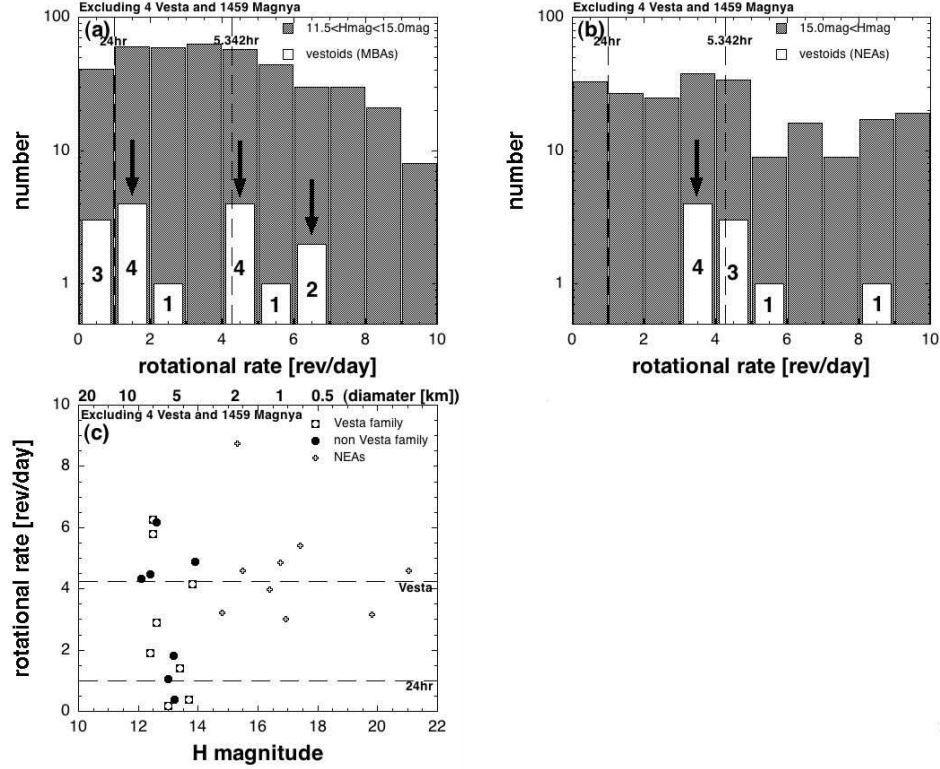 Excluding 4 Vesta and 1459 Magnya
(a)
24hr
5.342hr
11.5<Hmag<15.0mag
vestoids (MBAs)
100
10
1
number
3
4
1
4
1
2
0 2 4 6 8 10
rotational rate [rev/day]
Excluding 4 Vesta and 1459 Magnya
(b)
24hr
5.342hr
15.0mag<Hmag
vestoids (NEAs)
100
10
1
number
4
3
1
1
0 2 4 6 8 10
rotational rate [rev/day]
20 10 5 2 1 0.5 (diamater [km])
Excluding 4 Vesta and 1459 Magnya
(c)
Vesta family
non Vesta family
NEAs
10
8
6
4
2
0
rotational rate [rev/day]
Vesta
24hr
10 12 14 16 18 20 22
H magnitude